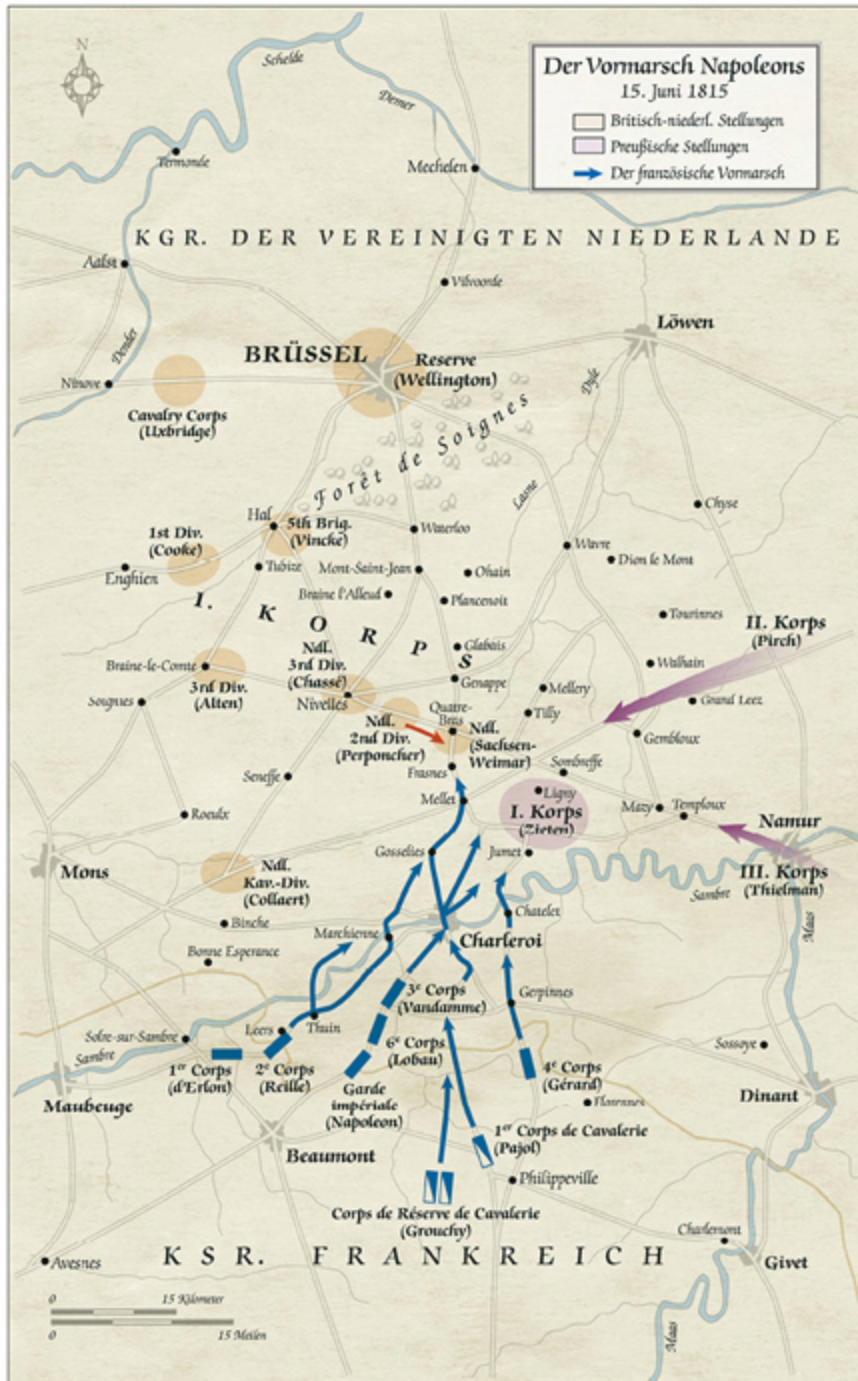 N
Schelde
Demer
Der Vormarsch Napoleons
15. Juni 1815
Britisch-niederl. Stellungen
Preußische Stellungen
Der französische Vormarsch
Termonde
Mechelen
KGR. DER VEREINIGTEN NIEDERLANDE
Aalst
Vilvoorde
Löwen
Dender
BRÜSSEL
Reserve
(Wellington)
Ninove
Dyle
Cavalry Corps
(Uxbridge)
Forêt de Soignes
Lasne
Chyse
Hal
5th Brig.
(Vincke)
1st Div.
(Cooke)
Waterloo
Wavre
Dion le Mont
Enghien
Tubize
Mont-Saint-Jean
Ohain
Braine l'Alleud
Plancenoit
I. KORPS
Tourinnes
II. Korps
(Pirch)
Ndl.
3rd Div.
(Chassé)
Glabais
Braine-le-Comte
Walhain
3rd Div.
(Alten)
Genappe
Mellery
Soignes
Nivelles
Grand Leez
Quatre-
Bras
Tilly
Ndl.
2nd Div.
(Perponcher)
Ndl.
(Sachsen-
Weimar)
Gembloux
Frasnes
Sombreffe
Seneffe
Mellet
Ligny
I. Korps
(Zieten)
Mazy
Temploux
Roeulx
Namur
Mons
Gosselies
Jumet
Ndl.
Kav.-Div.
(Collaert)
III. Korps
(Thielman)
Sambre
Maas
Binche
Marchienne
Chatelet
Charleroi
Bonne Esperance
3e Corps
(Vandamme)
Gerpinnes
Leers
Thuin
Solre-sur-Sambre
Sambre
6e Corps
(Lobau)
Sossoye
1er Corps
(d'Erlon)
2e Corps
(Reille)
4e Corps
(Gérard)
Maubeuge
Garde
impériale
(Napoleon)
Florennes
Dinant
1er Corps de Cavalerie
(Pajol)
Beaumont
Philippeville
Corps de Réserve de Cavalerie
(Grouchy)
Charlemont
KSR. FRANKREICH
Avesnes
Givet
0 15 Kilometer
0 15 Meilen
Maas